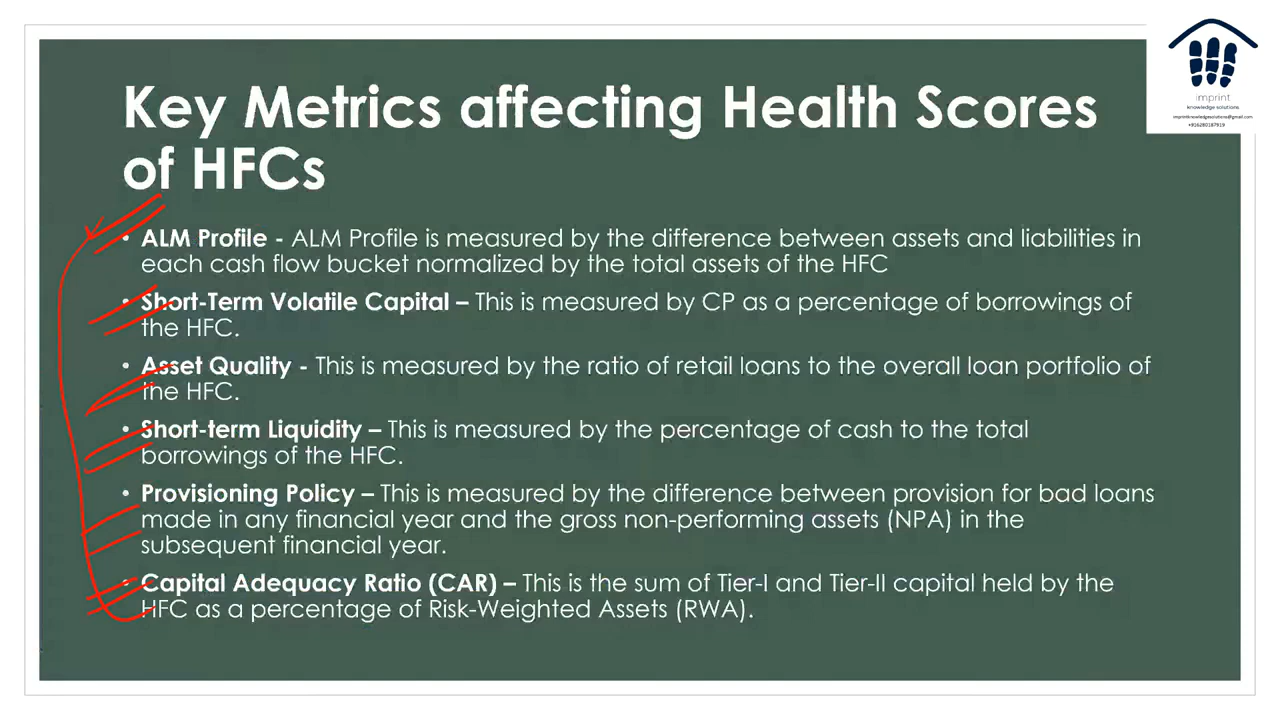 imprint
knowledge solutions
imprintknowledgesolutions@gmail.com
+916280187919
Key Metrics affecting Health Scores
of HFCs
• ALM Profile - ALM Profile is measured by the difference between assets and liabilities in
each cash flow bucket normalized by the total assets of the HFC
• Short-Term Volatile Capital – This is measured by CP as a percentage of borrowings of
the HFC.
• Asset Quality - This is measured by the ratio of retail loans to the overall loan portfolio of
the HFC.
• Short-term Liquidity – This is measured by the percentage of cash to the total
borrowings of the HFC.
• Provisioning Policy – This is measured by the difference between provision for bad loans
made in any financial year and the gross non-performing assets (NPA) in the
subsequent financial year.
• Capital Adequacy Ratio (CAR) – This is the sum of Tier-I and Tier-II capital held by the
HFC as a percentage of Risk-Weighted Assets (RWA).